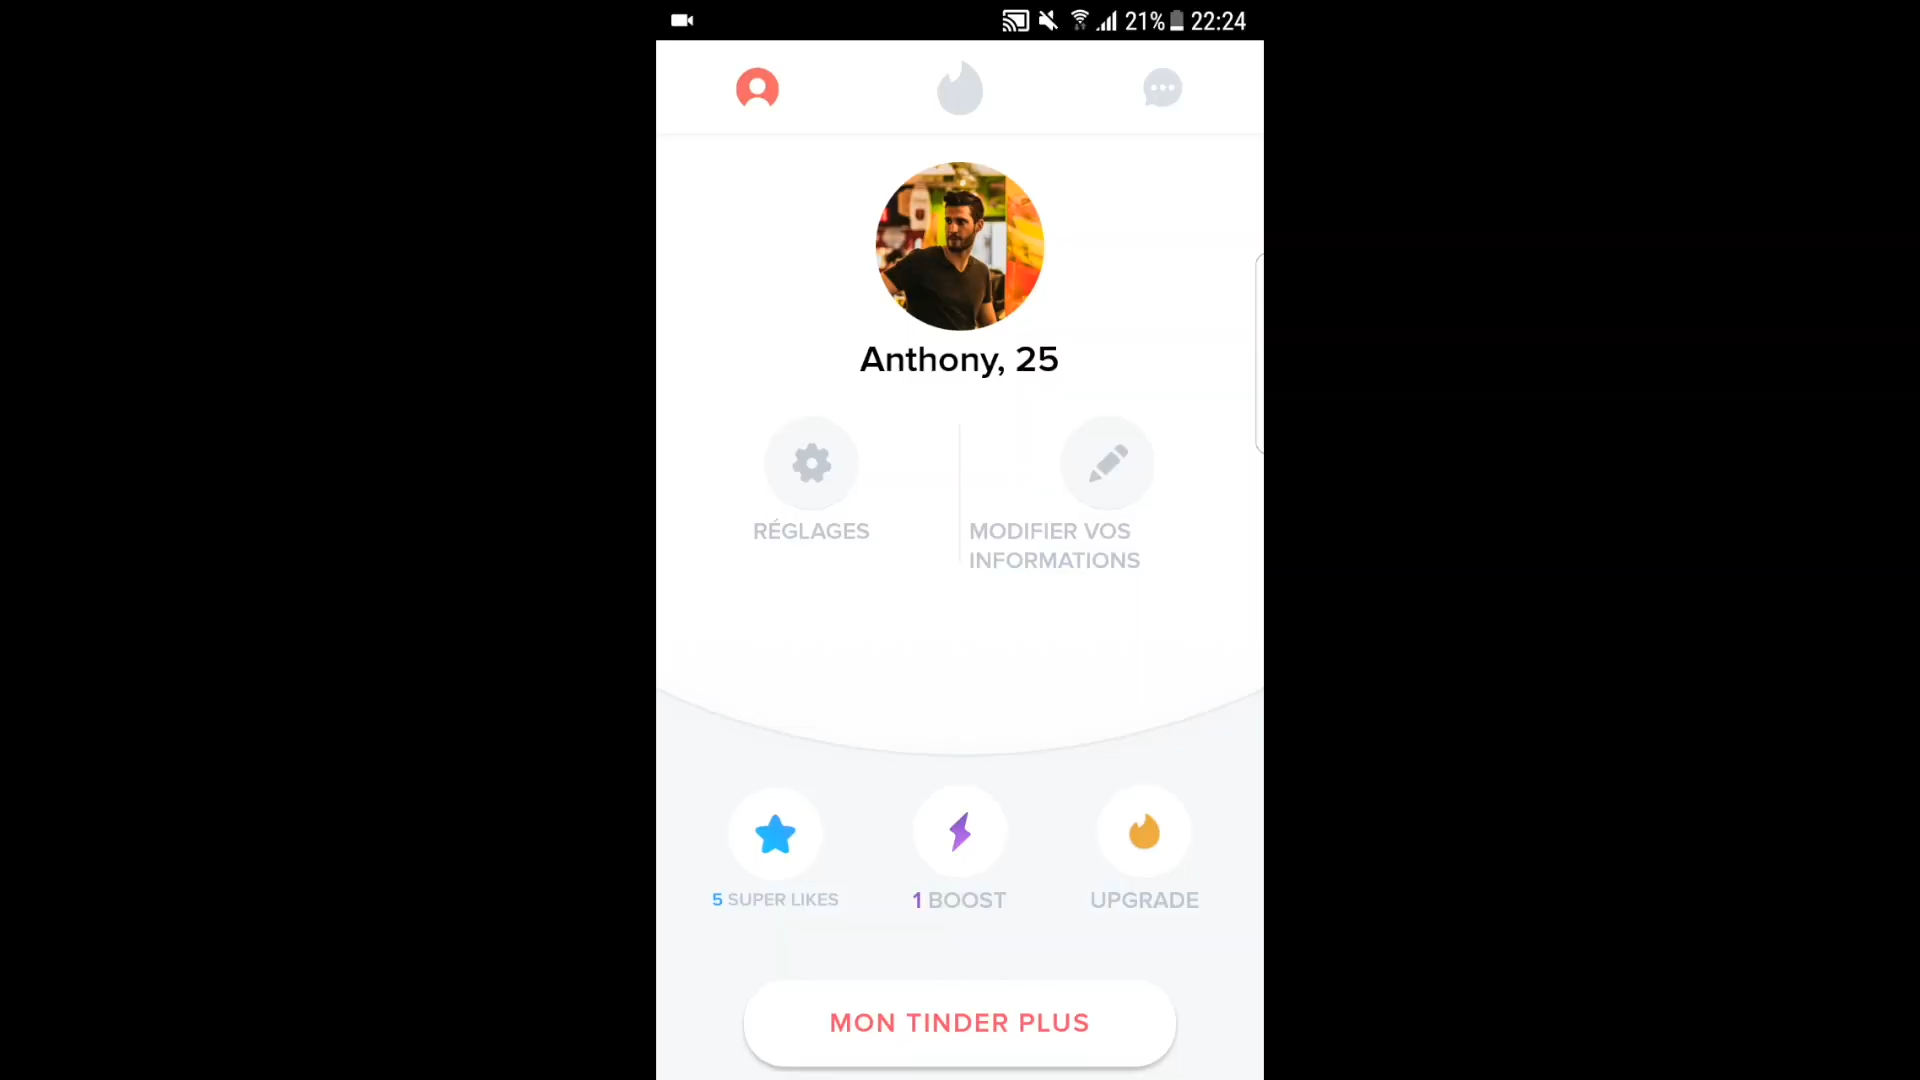 21% 22:24
Anthony, 25
RÉGLAGES
MODIFIER VOS
INFORMATIONS
5 SUPER LIKES
1 BOOST
UPGRADE
MON TINDER PLUS